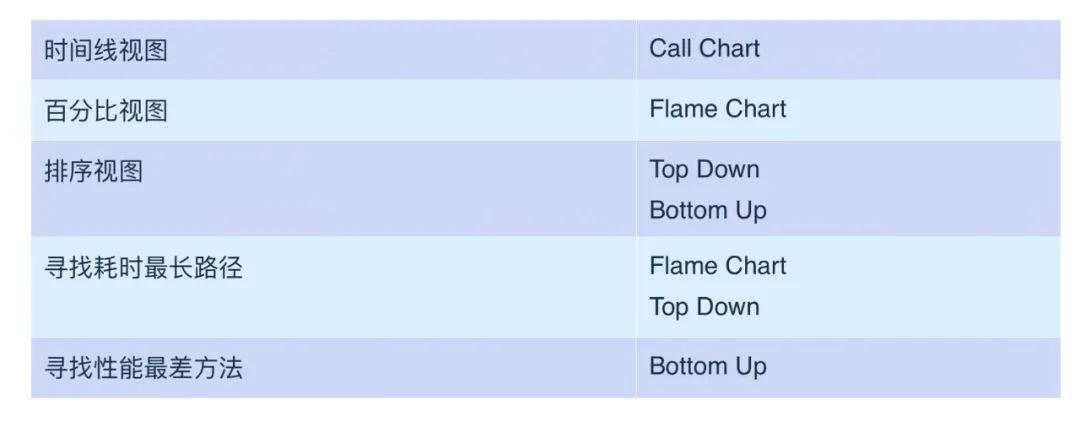 时间线视图 Call Chart
百分比视图 Flame Chart
排序视图 Top Down
Bottom Up
寻找耗时最长路径 Flame Chart
Top Down
寻找性能最差方法 Bottom Up